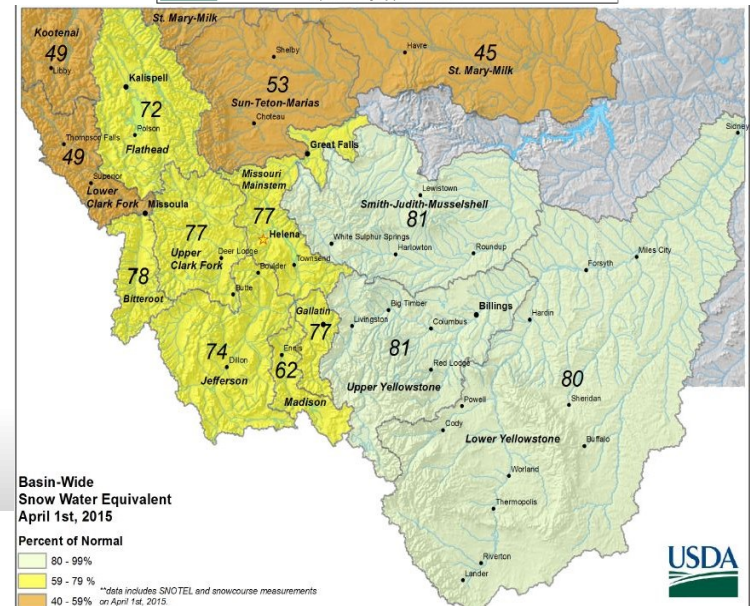 St. Mary-Milk
Kootenai
49
Libby
Kalispell
72
Polson
Flathead
Shelby
53
Sun-Teton-Marias
Choteau
Havre
45
St. Mary-Milk
Sidney
Thompson Falls
49
Superior
Lower
Clark Fork
Missoula
Great Falls
Missouri
Mainstem
77
Helena
Townsend
77
Upper
Clark Fork
Deer Lodge
Boulder
Butte
78
Bitteroot
Lewistown
Smith-Judith-Musselshell
81
White Sulphur Springs
Harlowton
Roundup
Miles City
Forsyth
Hardin
Gallatin
77
Ennis
62
Madison
74
Dillon
Jefferson
Big Timber
Livingston
Billings
Columbus
81
Red Lodge
Upper Yellowstone
80
Sheridan
Powell
Cody
Lower Yellowstone
Buffalo
Worland
Thermopolis
Riverton
Lander
Basin-Wide
Snow Water Equivalent
April 1st, 2015
Percent of Normal
80 - 99%
59 - 79 %
40 - 59%
**data includes SNOTEL and snowcourse measurements
on April 1st, 2015.
USDA